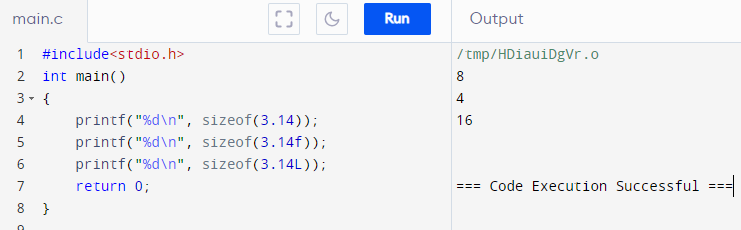 main.c
Run
Output
1 #include<stdio.h>
2 int main()
3 {
4     printf("%d\n", sizeof(3.14));
5     printf("%d\n", sizeof(3.14f));
6     printf("%d\n", sizeof(3.14L));
7     return 0;
8 }
9
/tmp/HDiauiDgVr.o
8
4
16
=== Code Execution Successful ===